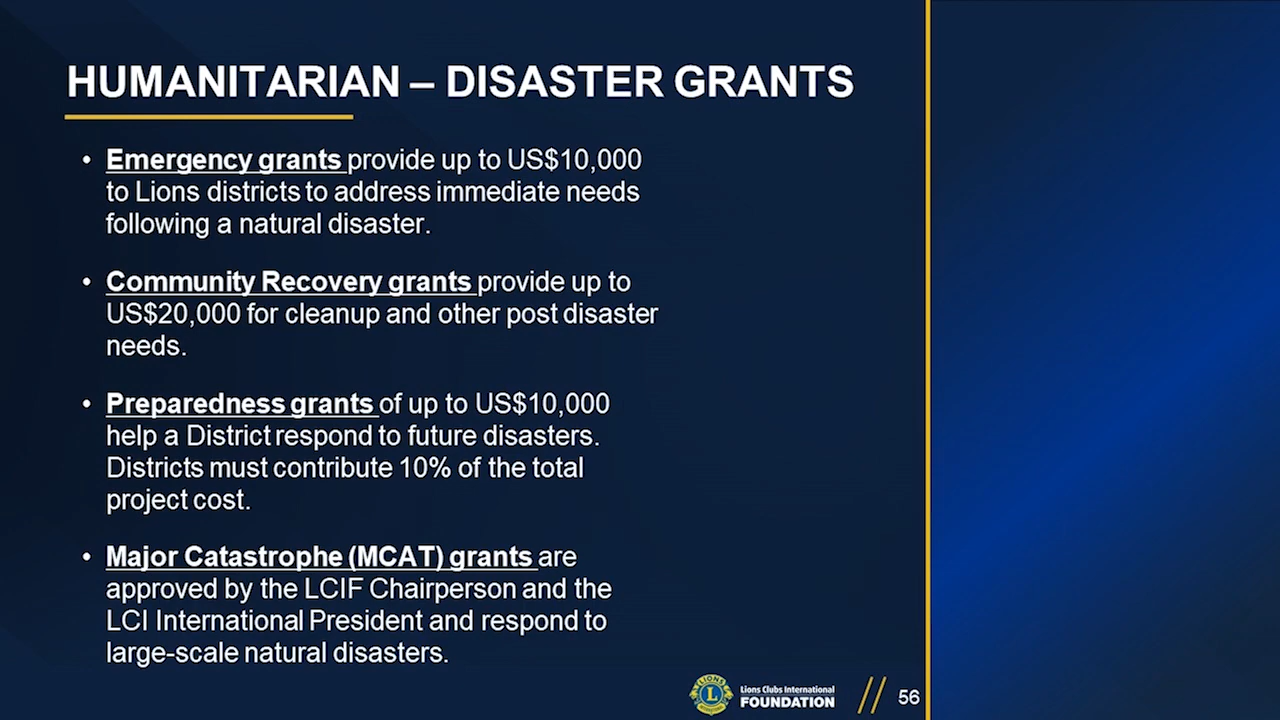 HUMANITARIAN – DISASTER GRANTS
• Emergency grants provide up to US$10,000
to Lions districts to address immediate needs
following a natural disaster.
• Community Recovery grants provide up to
US$20,000 for cleanup and other post disaster
needs.
• Preparedness grants of up to US$10,000
help a District respond to future disasters.
Districts must contribute 10% of the total
project cost.
• Major Catastrophe (MCAT) grants are
approved by the LCIF Chairperson and the
LCI International President and respond to
large-scale natural disasters.
LIONS
L
INTERNATIONAL
Lions Clubs International
FOUNDATION
// 56